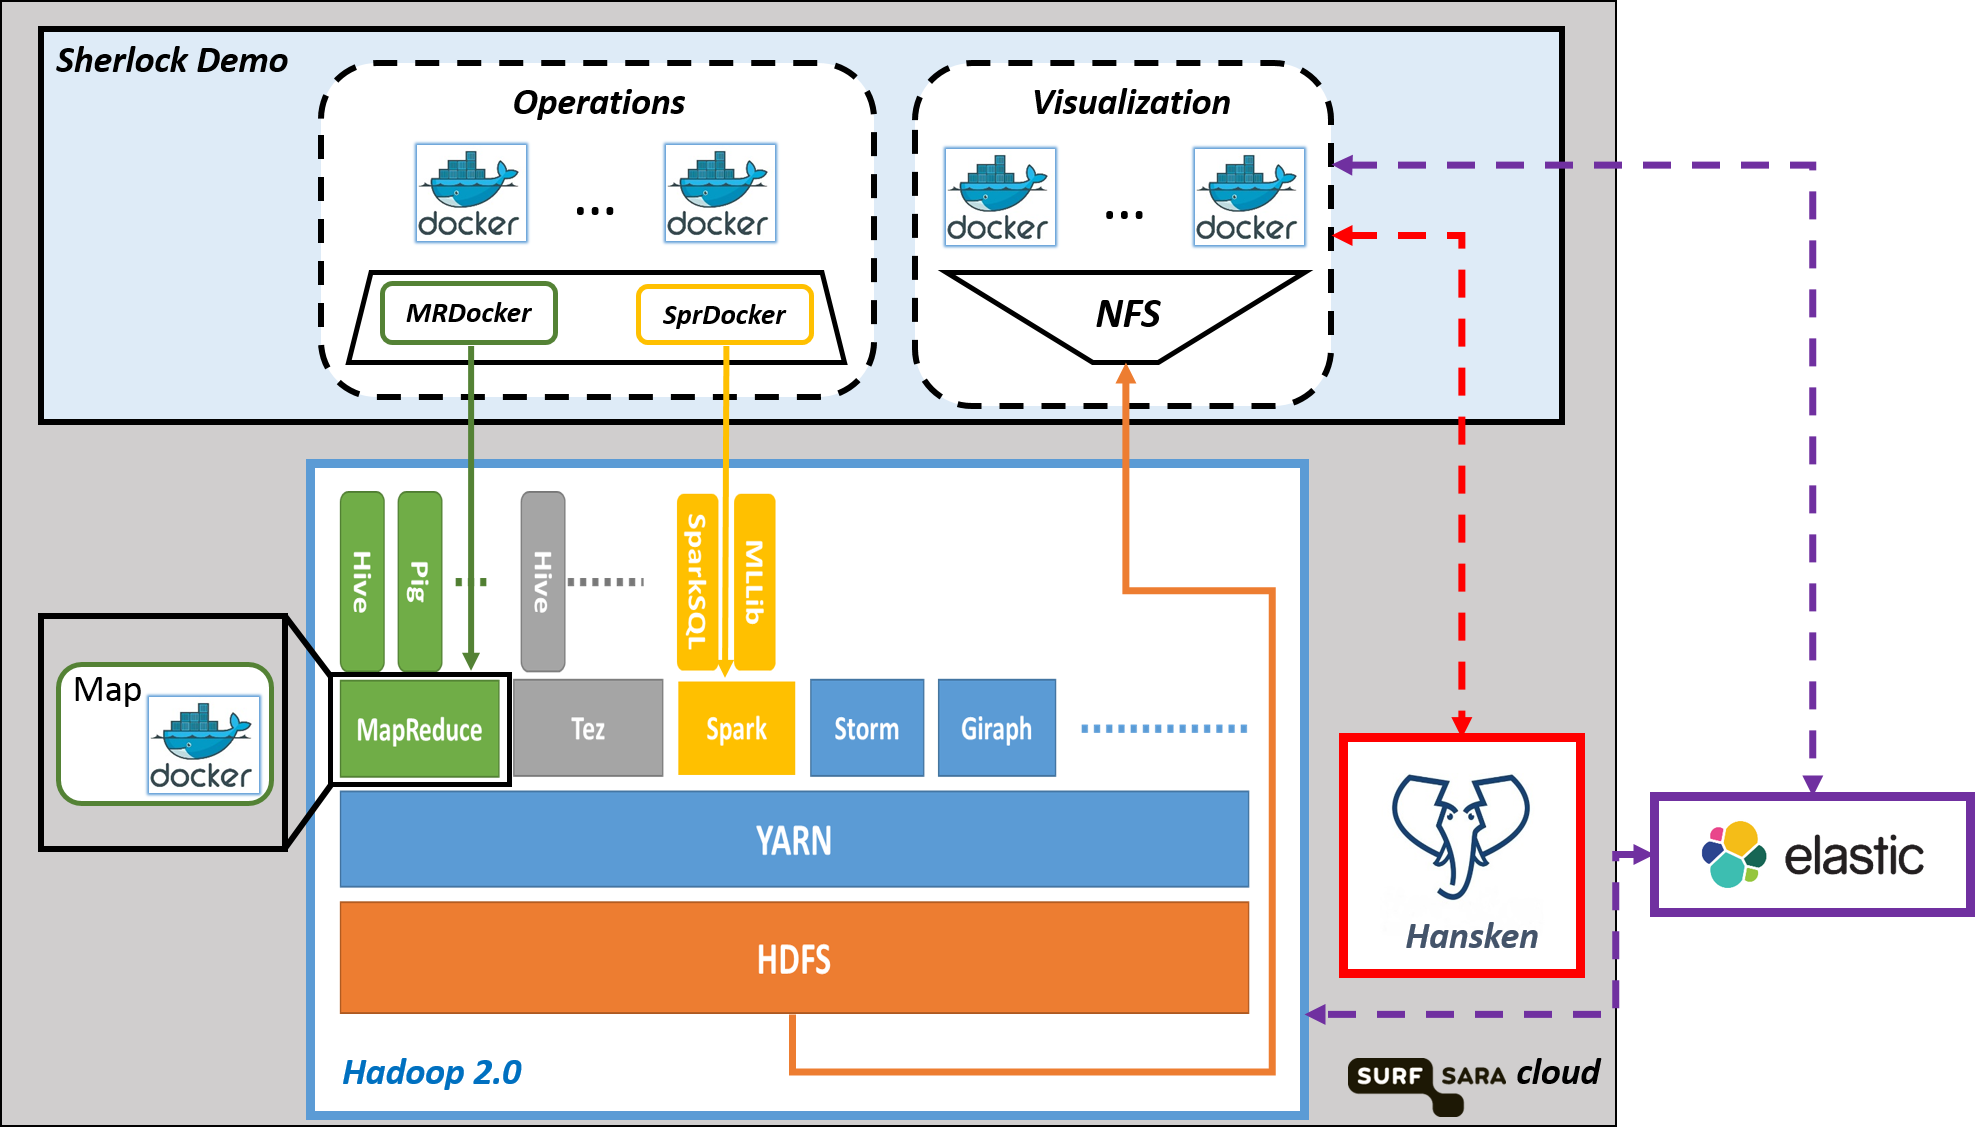 Sherlock Demo
Operations
Visualization
docker
...
docker
docker
...
docker
MRDocker
SprDocker
NFS
Hive
Pig
Hive
SparkSQL
MLLib
Map
docker
MapReduce
Tez
Spark
Storm
Giraph
YARN
HDFS
Hansken
elastic
Hadoop 2.0
SURF SARA cloud